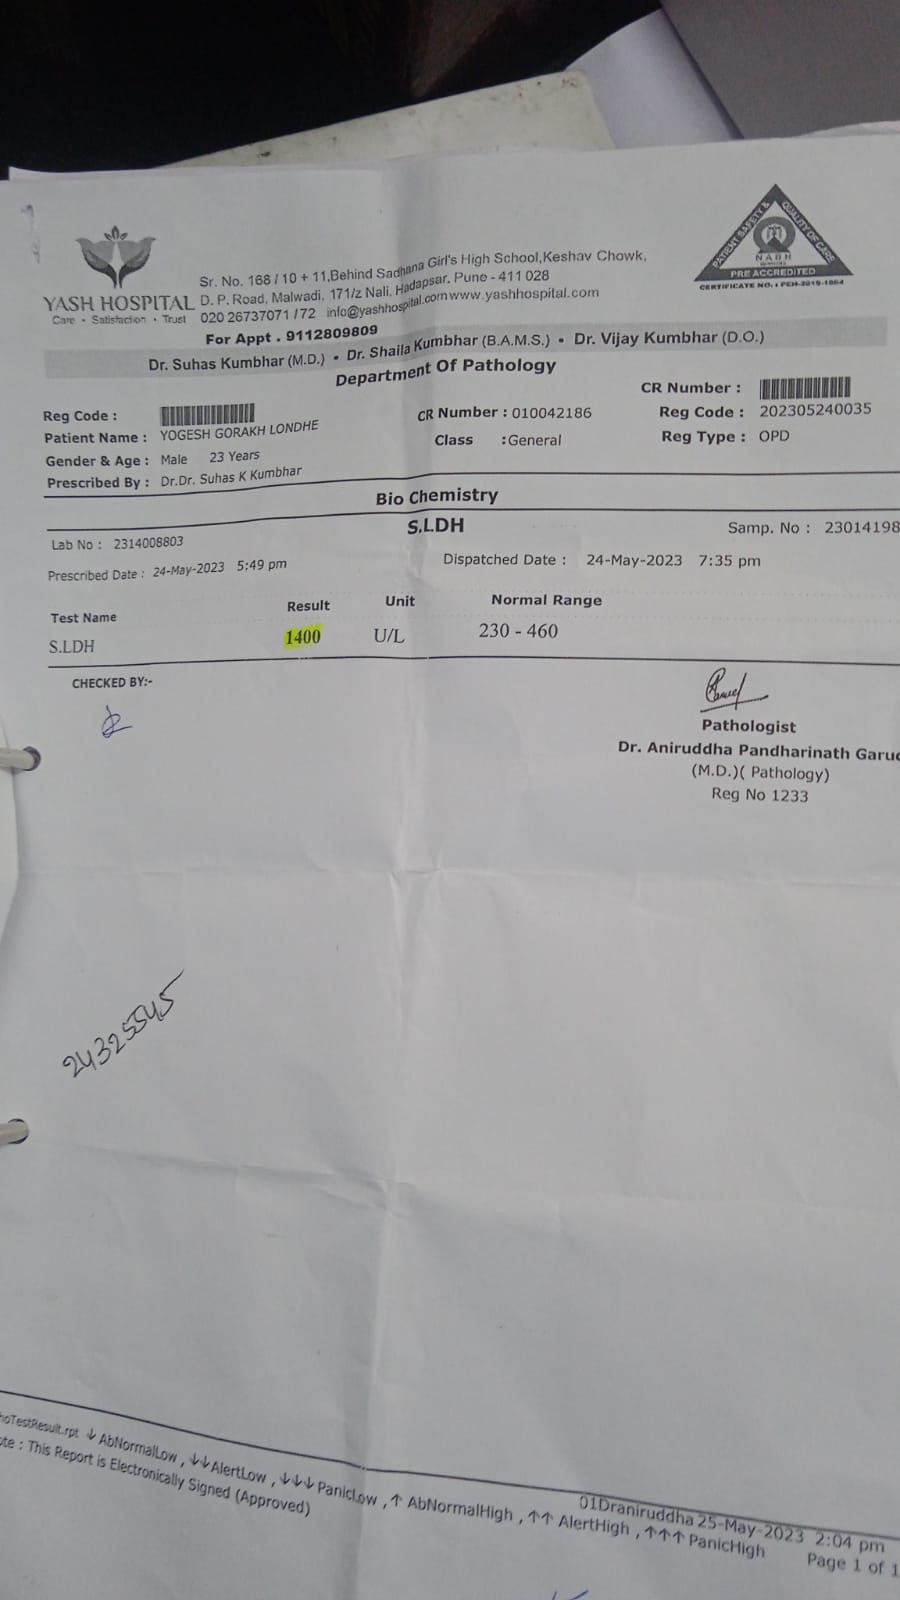 PATIENT SAFETY & QUALITY OF CARE
NABH
PRE ACCREDITED
YASH HOSPITAL
Care • Satisfaction • Trust
Sr. No. 168 / 10 + 11,Behind Sadhana Girl's High School,Keshav Chowk,
D. P. Road, Malwadi, 171/z Nali, Hadapsar, Pune - 411 028
020 26737071 /72 info@yashhospital.com www.yashhospital.com
For Appt . 9112809809
Dr. Suhas Kumbhar (M.D.) • Dr. Shaila Kumbhar (B.A.M.S.) • Dr. Vijay Kumbhar (D.O.)
Department Of Pathology
CR Number :
Reg Code : CR Number : 010042186 Reg Code : 202305240035
Patient Name : YOGESH GORAKH LONDHE Class : General Reg Type : OPD
Gender & Age : Male 23 Years
Prescribed By : Dr.Dr. Suhas K Kumbhar
Bio Chemistry
S.LDH
Lab No : 2314008803 Samp. No : 23014198
Prescribed Date : 24-May-2023 5:49 pm Dispatched Date : 24-May-2023 7:35 pm
Test Name Result Unit Normal Range
S.LDH 1400 U/L 230 - 460
CHECKED BY:-
Pathologist
Dr. Aniruddha Pandharinath Garud
(M.D.)( Pathology)
Reg No 1233
24325545
hoTestResult.rpt ↓ AbNormalLow , ↓↓AlertLow , ↓↓↓ PanicLow , ↑ AbNormalHigh , ↑↑ AlertHigh , ↑↑↑ PanicHigh
ote : This Report is Electronically Signed (Approved)
01Draniruddha 25-May-2023 2:04 pm
Page 1 of 1